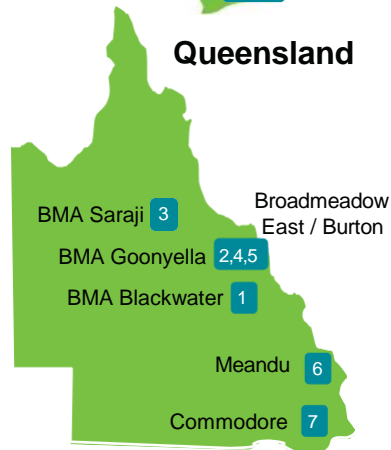 Queensland
BMA Saraji 3
Broadmeadow
East / Burton
BMA Goonyella 2,4,5
BMA Blackwater 1
Meandu 6
Commodore 7